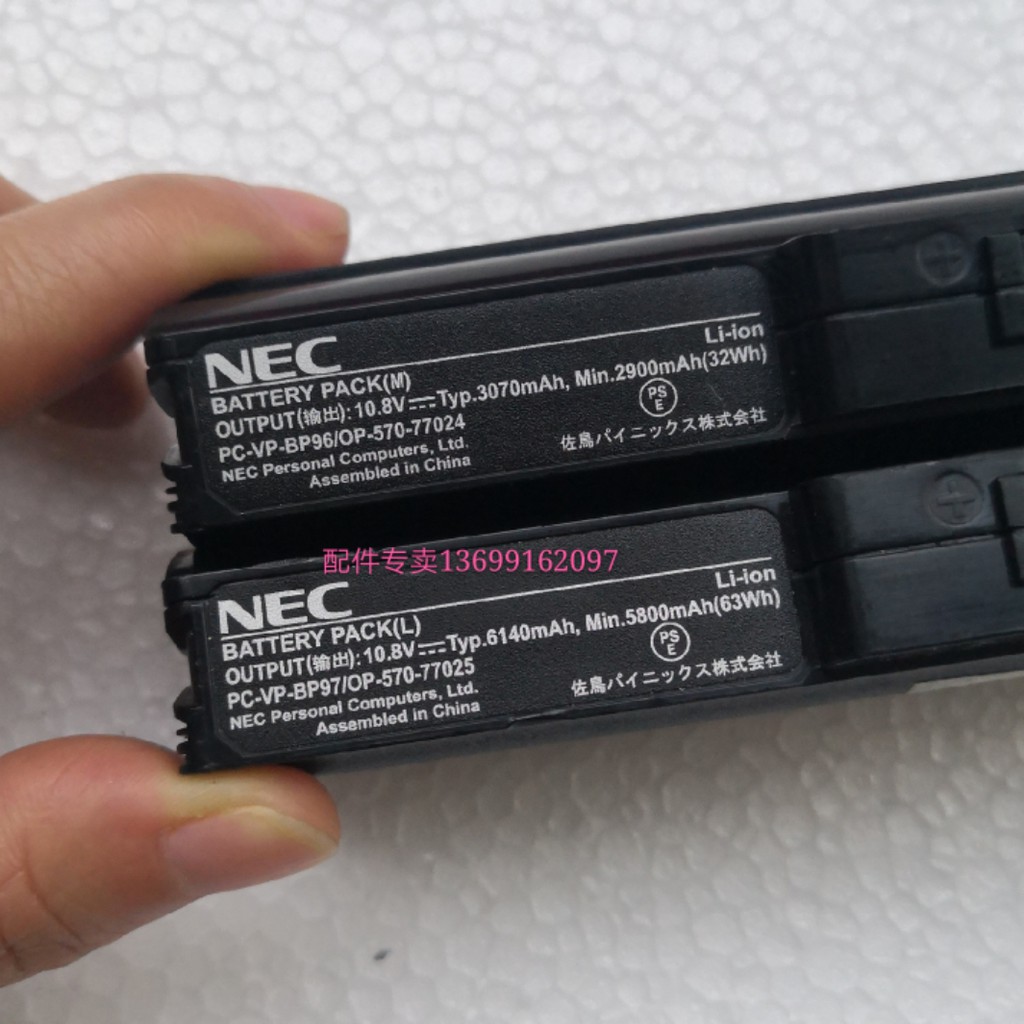 NEC
Li-ion
BATTERY PACK(M)
OUTPUT(输出): 10.8V⎓Typ.3070mAh, Min.2900mAh(32Wh)
PC-VP-BP96/OP-570-77024
PS
E
NEC Personal Computers, Ltd.
佐鳥パイニックス株式会社
Assembled in China
配件专卖13699162097
NEC
Li-ion
BATTERY PACK(L)
OUTPUT(输出): 10.8V⎓Typ.6140mAh, Min.5800mAh(63Wh)
PC-VP-BP97/OP-570-77025
PS
E
NEC Personal Computers, Ltd.
佐鳥パイニックス株式会社
Assembled in China